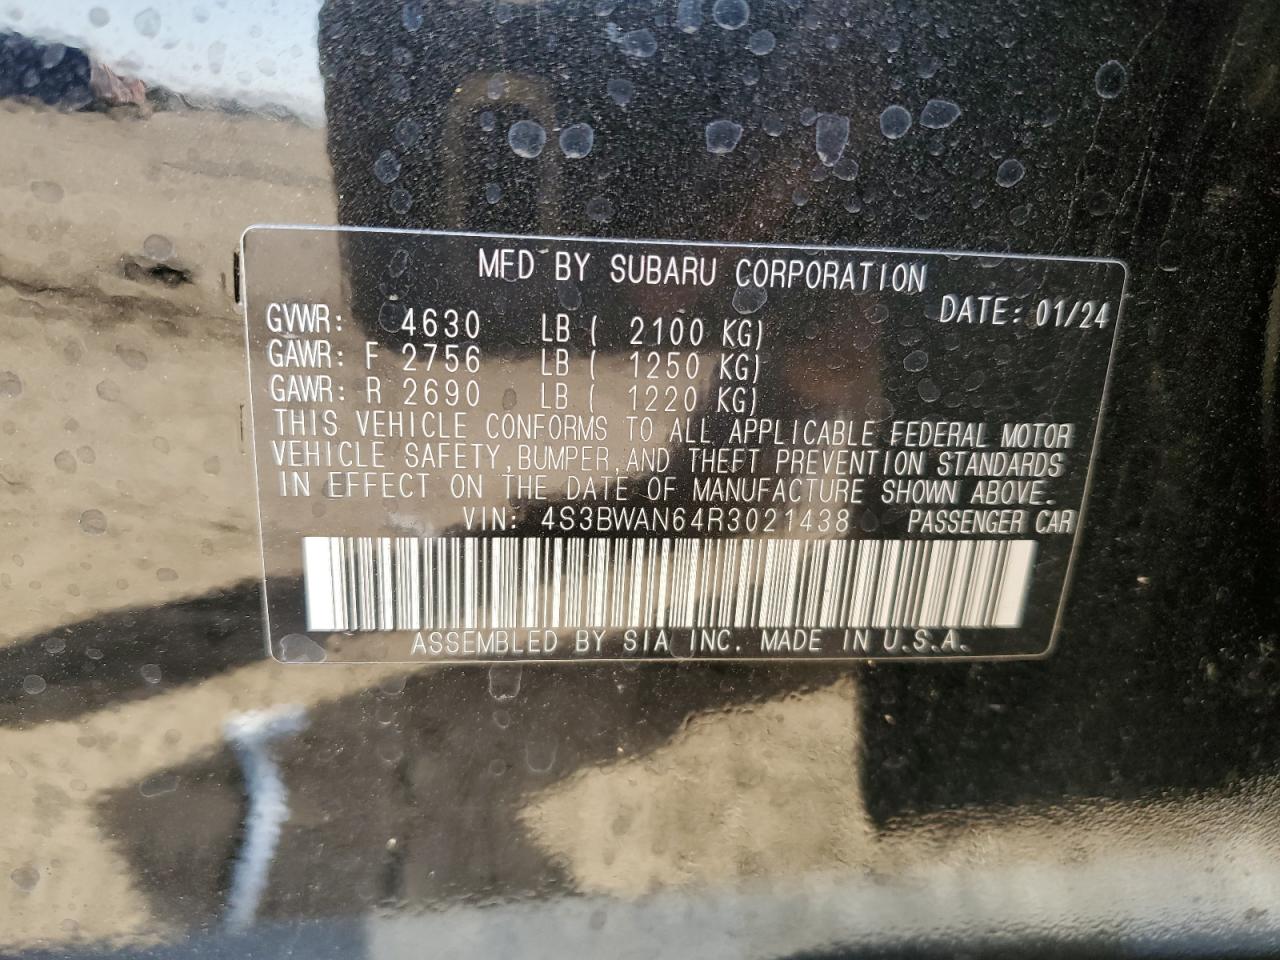 MFD BY SUBARU CORPORATION
DATE: 01/24
GVWR: 4630 LB ( 2100 KG)
GAWR: F 2756 LB ( 1250 KG)
GAWR: R 2690 LB ( 1220 KG)
THIS VEHICLE CONFORMS TO ALL APPLICABLE FEDERAL MOTOR
VEHICLE SAFETY, BUMPER, AND THEFT PREVENTION STANDARDS
IN EFFECT ON THE DATE OF MANUFACTURE SHOWN ABOVE.
VIN: 4S3BWAN64R3021438 PASSENGER CAR
ASSEMBLED BY SIA INC. MADE IN U.S.A.